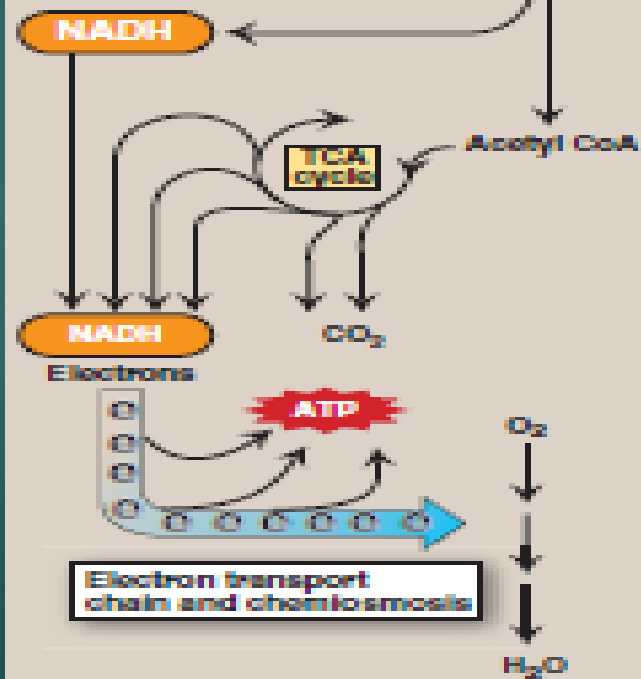 NADH
Acetyl CoA
TCA
cycle
NADH
CO₂
Electrons
ATP
O₂
e e e e e e e e e e
Electron transport
chain and chemiosmosis
H₂O